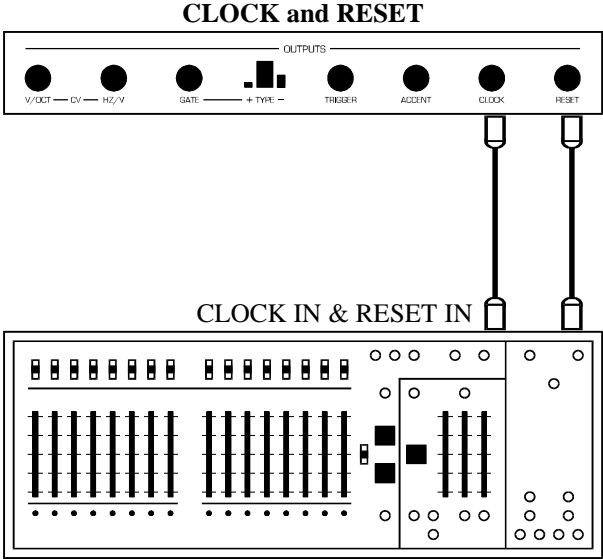 CLOCK and RESET
OUTPUTS
V/OCT — CV — HZ/V GATE — + TYPE – TRIGGER ACCENT CLOCK RESET
CLOCK IN & RESET IN